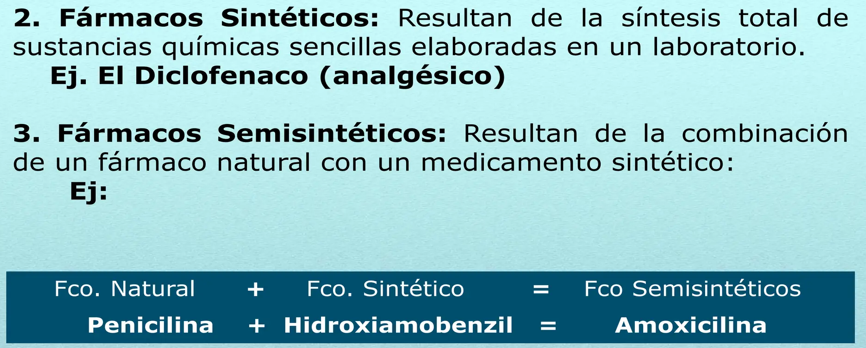 2. Fármacos Sintéticos: Resultan de la síntesis total de
sustancias químicas sencillas elaboradas en un laboratorio.
Ej. El Diclofenaco (analgésico)
3. Fármacos Semisintéticos: Resultan de la combinación
de un fármaco natural con un medicamento sintético:
Ej:
Fco. Natural + Fco. Sintético = Fco Semisintéticos
Penicilina + Hidroxiamobenzil = Amoxicilina